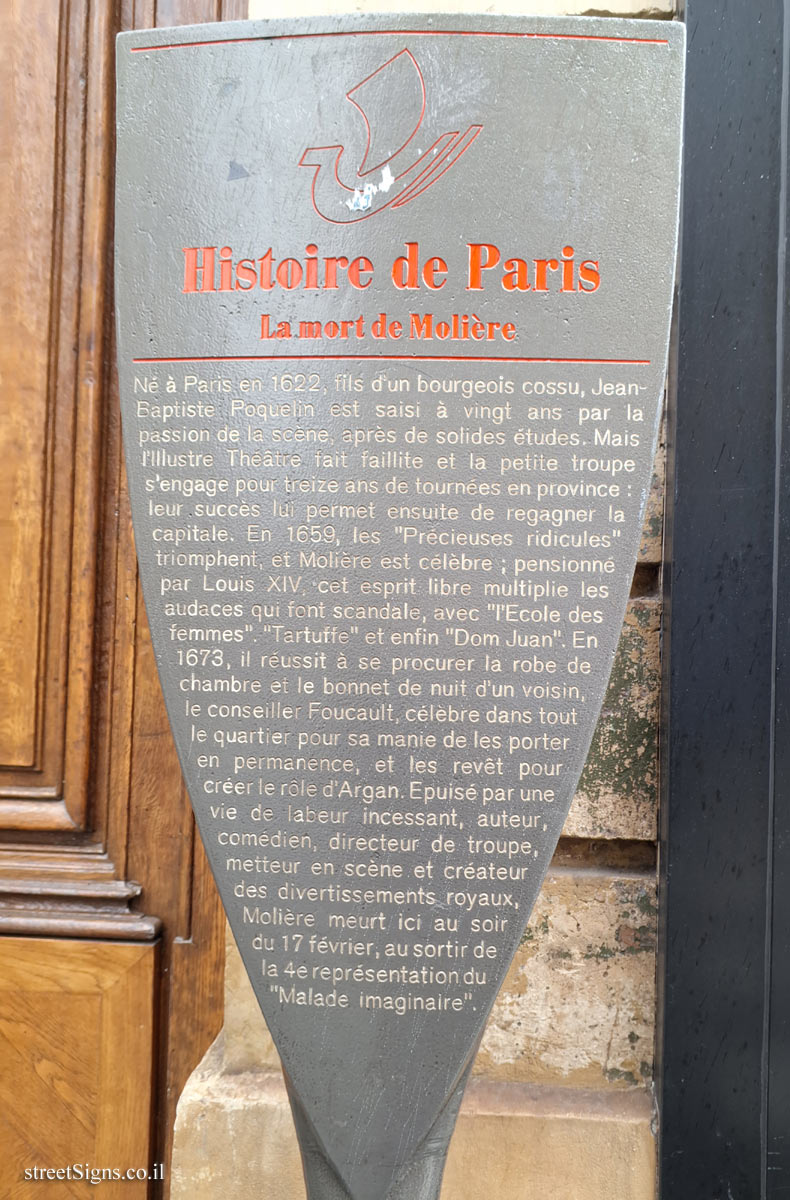 Histoire de Paris
La mort de Molière
Né à Paris en 1622, fils d'un bourgeois cossu, Jean-
Baptiste Poquelin est saisi à vingt ans par la
passion de la scène, après de solides études. Mais
l'Illustre Théâtre fait faillite et la petite troupe
s'engage pour treize ans de tournées en province :
leur succès lui permet ensuite de regagner la
capitale. En 1659, les "Précieuses ridicules"
triomphent, et Molière est célèbre ; pensionné
par Louis XIV, cet esprit libre multiplie les
audaces qui font scandale, avec "l'Ecole des
femmes". "Tartuffe" et enfin "Dom Juan". En
1673, il réussit à se procurer la robe de
chambre et le bonnet de nuit d'un voisin,
le conseiller Foucault, célèbre dans tout
le quartier pour sa manie de les porter
en permanence, et les revêt pour
créer le rôle d'Argan. Epuisé par une
vie de labeur incessant, auteur,
comédien, directeur de troupe,
metteur en scène et créateur
des divertissements royaux,
Molière meurt ici au soir
du 17 février, au sortir de
la 4e représentation du
"Malade imaginaire".
streetSigns.co.il